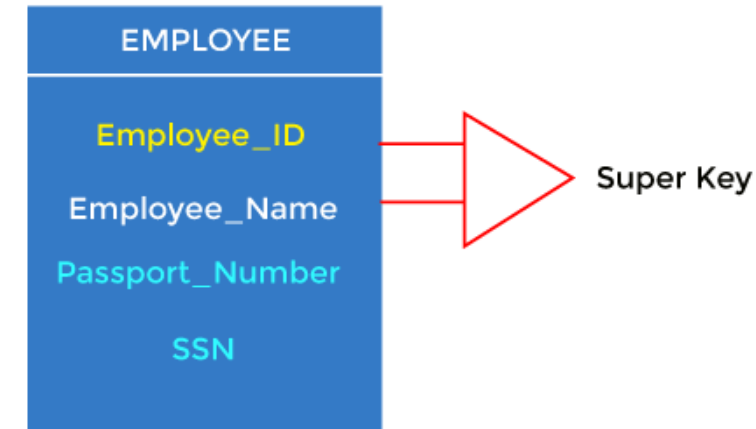 EMPLOYEE
Employee_ID
Employee_Name
Passport_Number
SSN
Super Key